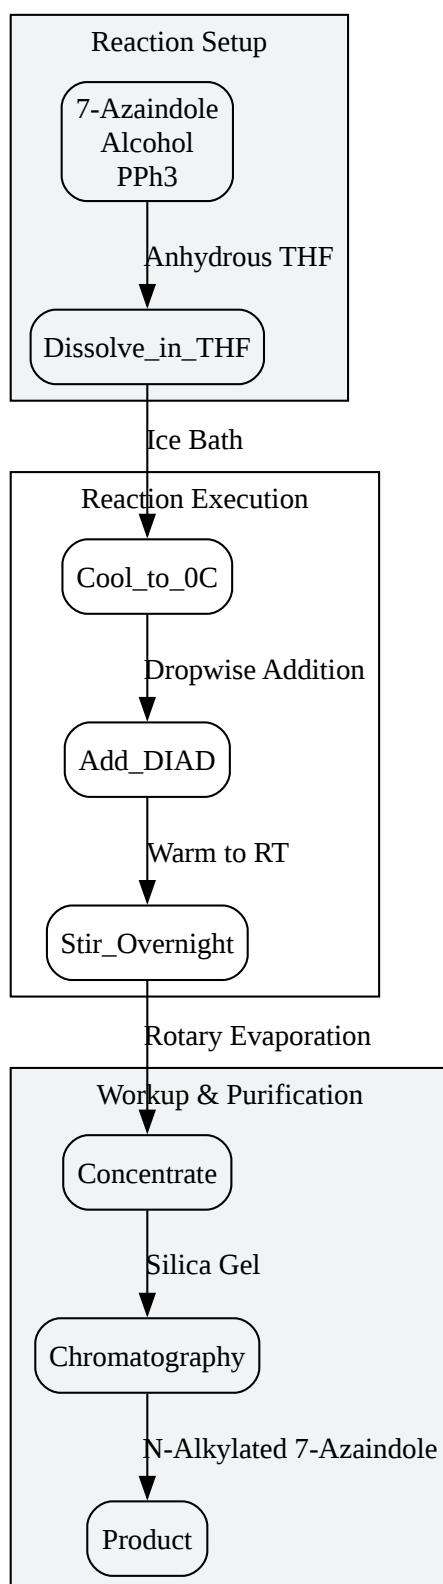 Reaction Setup
7-Azaindole
Alcohol
PPh3
Anhydrous THF
Dissolve_in_THF
Ice Bath
Reaction Execution
Cool_to_0C
Dropwise Addition
Add_DIAD
Warm to RT
Stir_Overnight
Rotary Evaporation
Workup & Purification
Concentrate
Silica Gel
Chromatography
N-Alkylated 7-Azaindole
Product